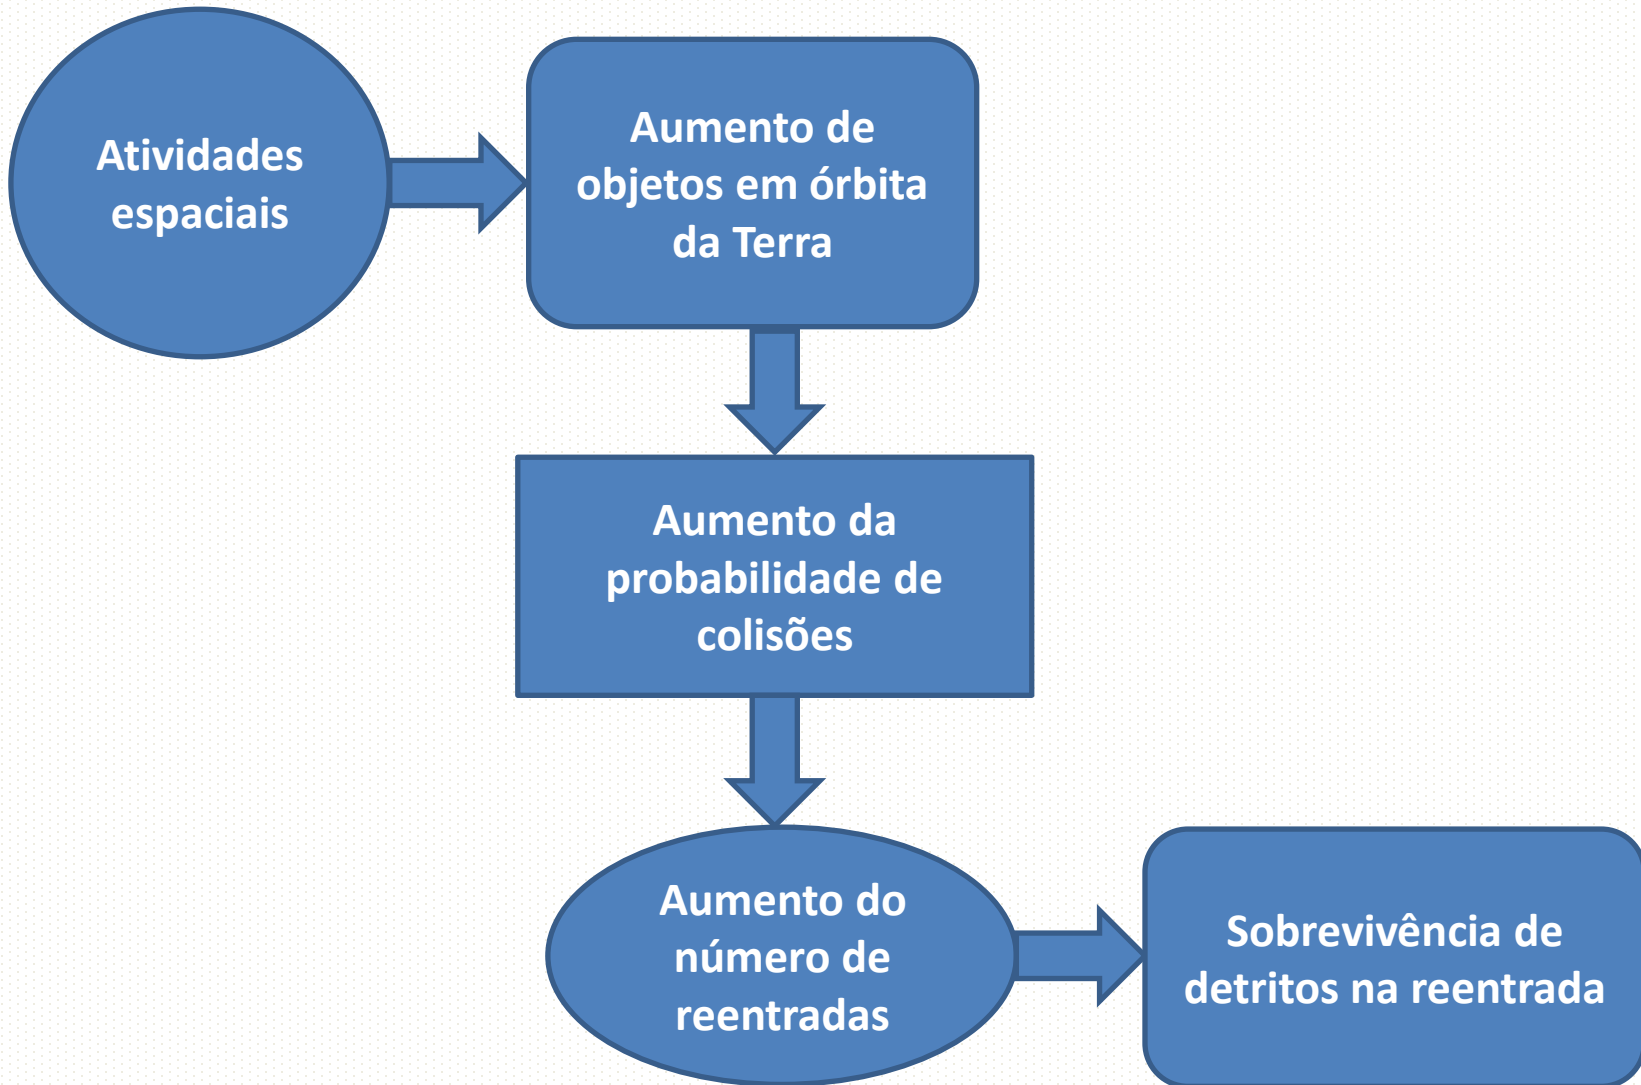 Atividades
espaciais
Aumento de
objetos em órbita
da Terra
Aumento da
probabilidade de
colisões
Aumento do
número de
reentradas
Sobrevivência de
detritos na reentrada